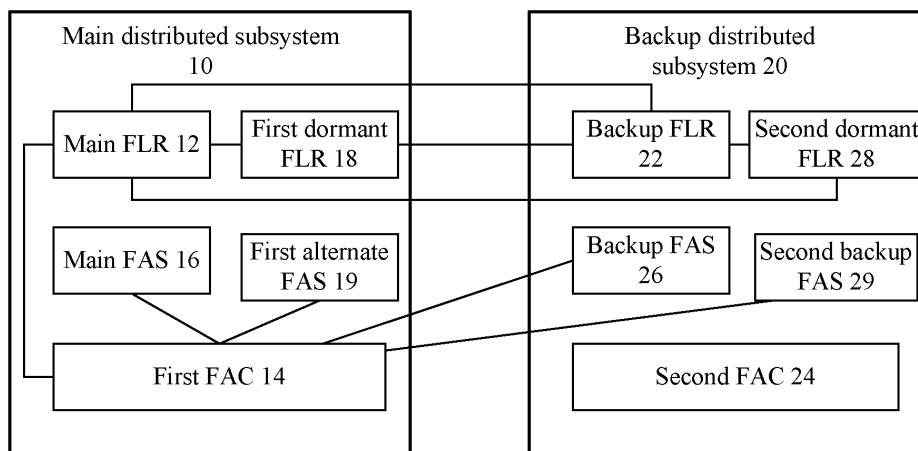 Main distributed subsystem
10
Backup distributed
subsystem 20
Main FLR 12
First dormant
FLR 18
Backup FLR
22
Second dormant
FLR 28
Main FAS 16
First alternate
FAS 19
Backup FAS
26
Second backup
FAS 29
First FAC 14
Second FAC 24